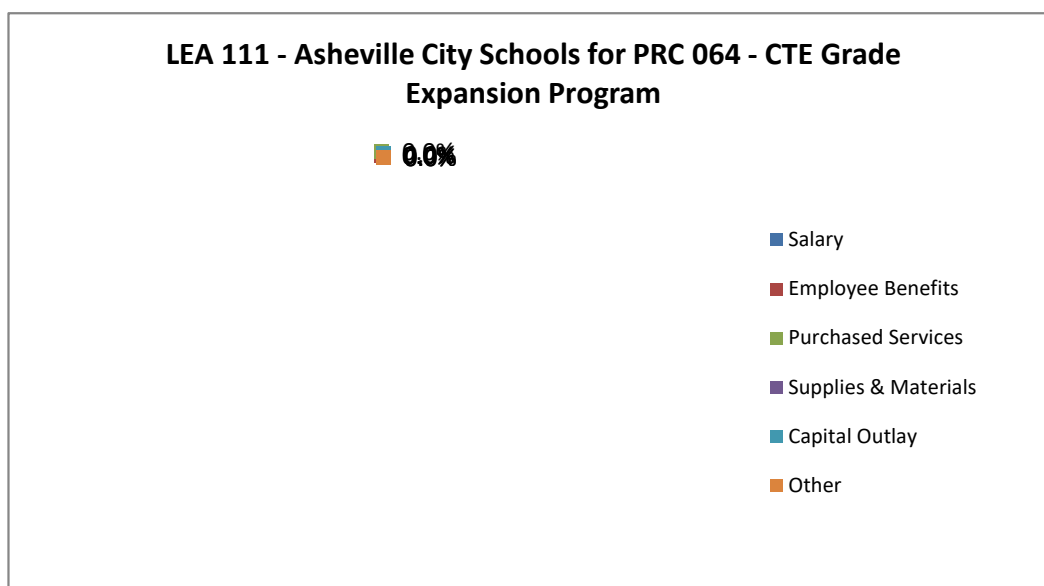 LEA 111 - Asheville City Schools for PRC 064 - CTE Grade
Expansion Program
0.0%
Salary
Employee Benefits
Purchased Services
Supplies & Materials
Capital Outlay
Other